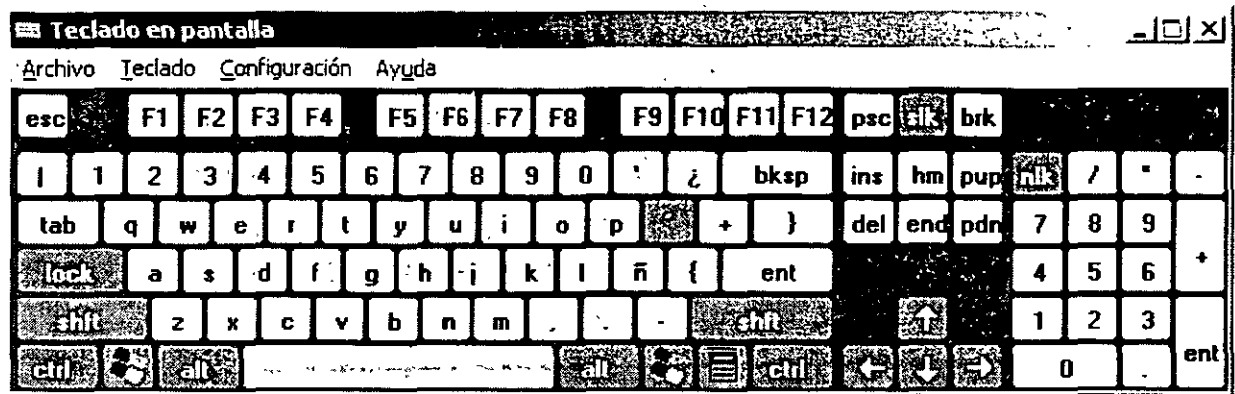 Teclado en pantalla
Archivo Teclado Configuración Ayuda
esc F1 F2 F3 F4 F5 F6 F7 F8 F9 F10 F11 F12 psc slk brk
| 1 2 3 4 5 6 7 8 9 0 ' ¿ bksp ins hm pup nlk / * -
tab q w e r t y u i o p + } del end pdn 7 8 9 +
lock a s d f g h j k l ñ { ent 4 5 6
shft z x c v b n m , . - shft ↑ 1 2 3 ent
ctrl alt alt ctrl ← ↓ → 0 .